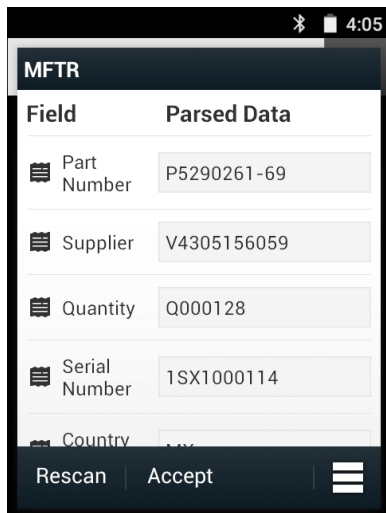 4:05
MFTR
Field Parsed Data
Part
Number P5290261-69
Supplier V4305156059
Quantity Q000128
Serial
Number 1SX1000114
Country
Rescan Accept